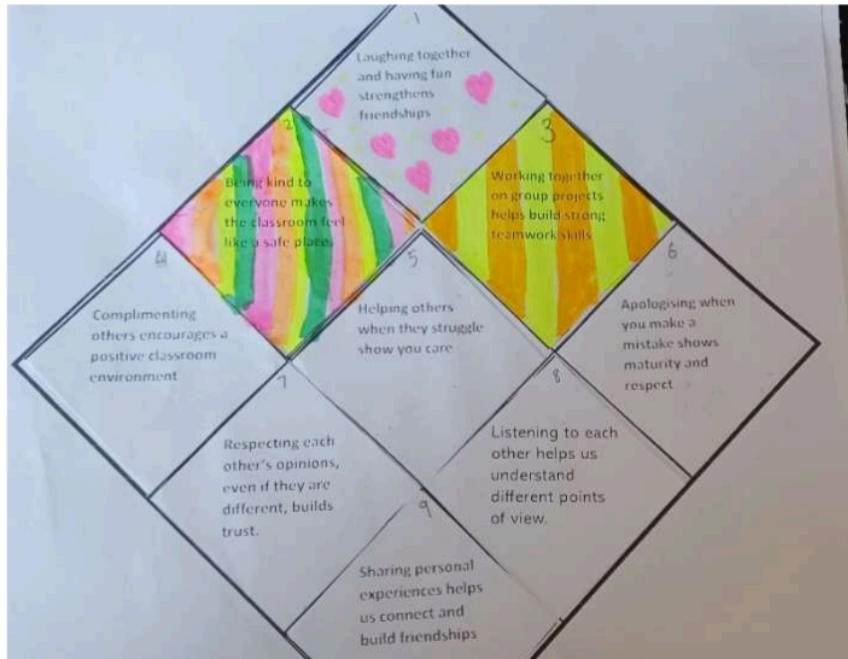 1
Laughing together
and having fun
strengthens
friendships
2
Being kind to
everyone makes
the classroom feel
like a safe place.
3
Working together
on group projects
helps build strong
teamwork skills
4
Complimenting
others encourages a
positive classroom
environment
5
Helping others
when they struggle
show you care
6
Apologising when
you make a
mistake shows
maturity and
respect
7
Respecting each
other's opinions,
even if they are
different, builds
trust.
8
Listening to each
other helps us
understand
different points
of view.
9
Sharing personal
experiences helps
us connect and
build friendships